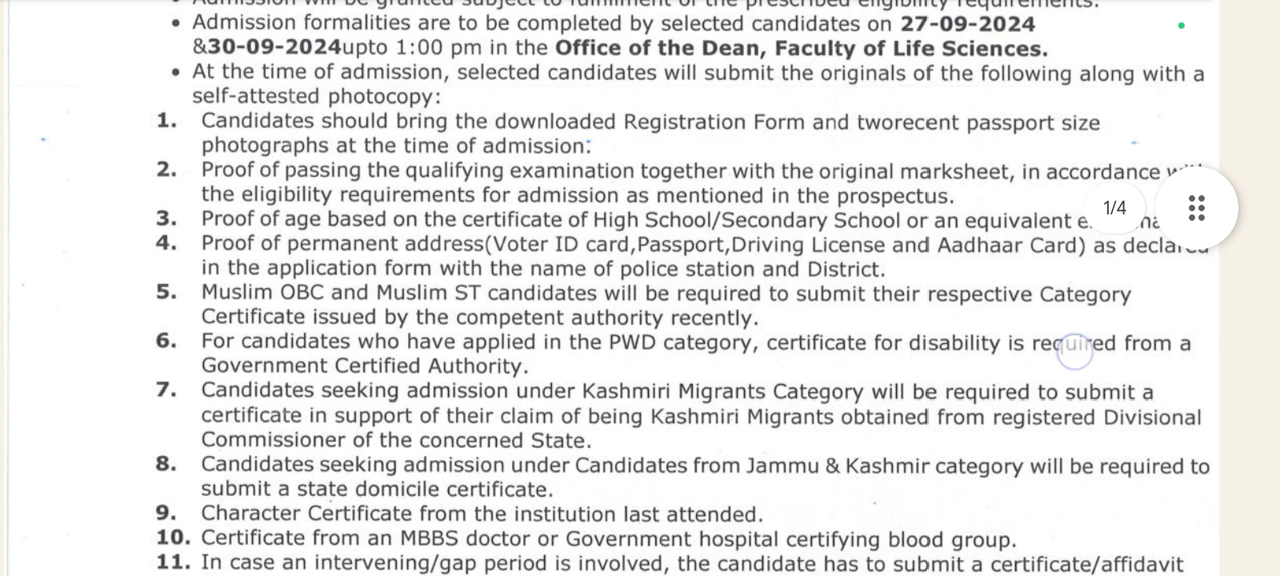 Admission will be granted subject to fulfillment of the prescribed eligibility requirements.
• Admission formalities are to be completed by selected candidates on 27-09-2024
&30-09-2024upto 1:00 pm in the Office of the Dean, Faculty of Life Sciences.
• At the time of admission, selected candidates will submit the originals of the following along with a
self-attested photocopy:
1. Candidates should bring the downloaded Registration Form and tworecent passport size
photographs at the time of admission:
2. Proof of passing the qualifying examination together with the original marksheet, in accordance
the eligibility requirements for admission as mentioned in the prospectus.
3. Proof of age based on the certificate of High School/Secondary School or an equivalent
1/4
4. Proof of permanent address(Voter ID card,Passport,Driving License and Aadhaar Card) as declared
in the application form with the name of police station and District.
5. Muslim OBC and Muslim ST candidates will be required to submit their respective Category
Certificate issued by the competent authority recently.
6. For candidates who have applied in the PWD category, certificate for disability is required from a
Government Certified Authority.
7. Candidates seeking admission under Kashmiri Migrants Category will be required to submit a
certificate in support of their claim of being Kashmiri Migrants obtained from registered Divisional
Commissioner of the concerned State.
8. Candidates seeking admission under Candidates from Jammu & Kashmir category will be required to
submit a state domicile certificate.
9. Character Certificate from the institution last attended.
10. Certificate from an MBBS doctor or Government hospital certifying blood group.
11. In case an intervening/gap period is involved, the candidate has to submit a certificate/affidavit